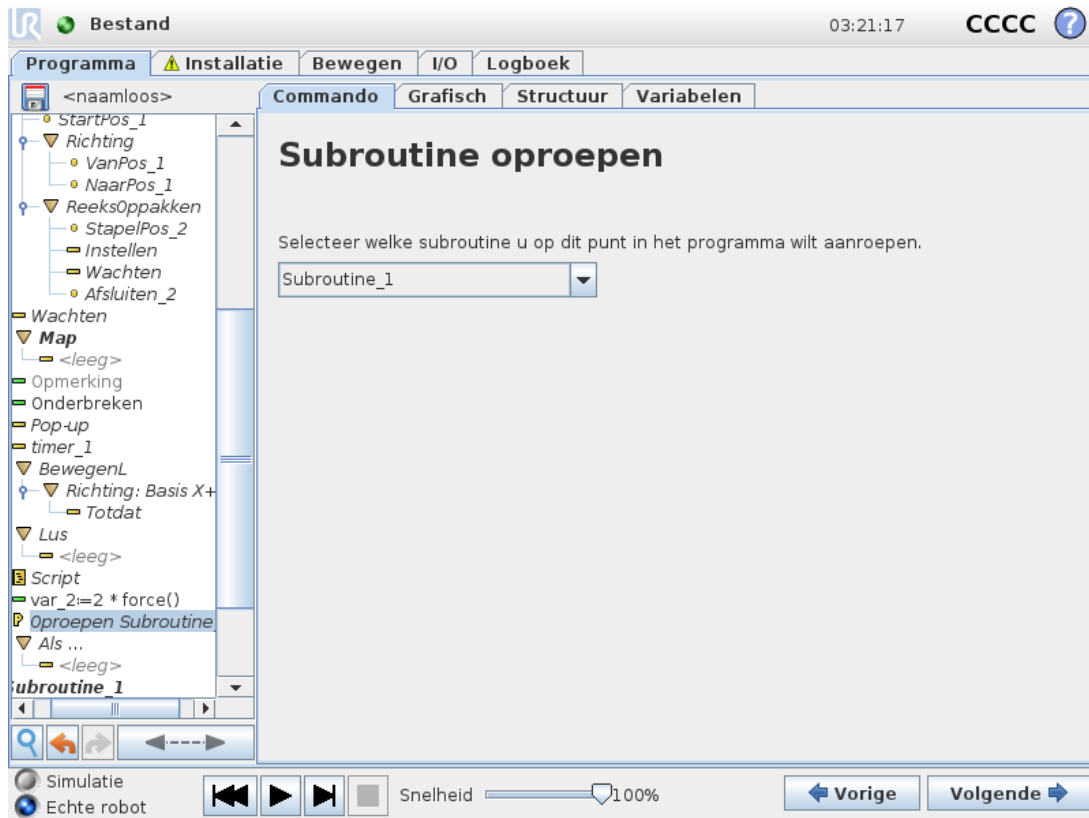 UR Bestand 03:21:17 CCCC ?
Programma Installatie Bewegen I/O Logboek
<naamloos>
Commando Grafisch Structuur Variabelen
StartPos_1
Richting
VanPos_1
NaarPos_1
ReeksOppakken
StapelPos_2
Instellen
Wachten
Afsluiten_2
Wachten
Map
<leeg>
Opmerking
Onderbreken
Pop-up
timer_1
BewegenL
Richting: Basis X+
Totdat
Lus
<leeg>
Script
var_2:=2 * force()
Oproepen Subroutine_
Als ...
<leeg>
Subroutine_1
Subroutine oproepen
Selecteer welke subroutine u op dit punt in het programma wilt aanroepen.
Subroutine_1
Simulatie
Echte robot
Snelheid 100%
Vorige Volgende